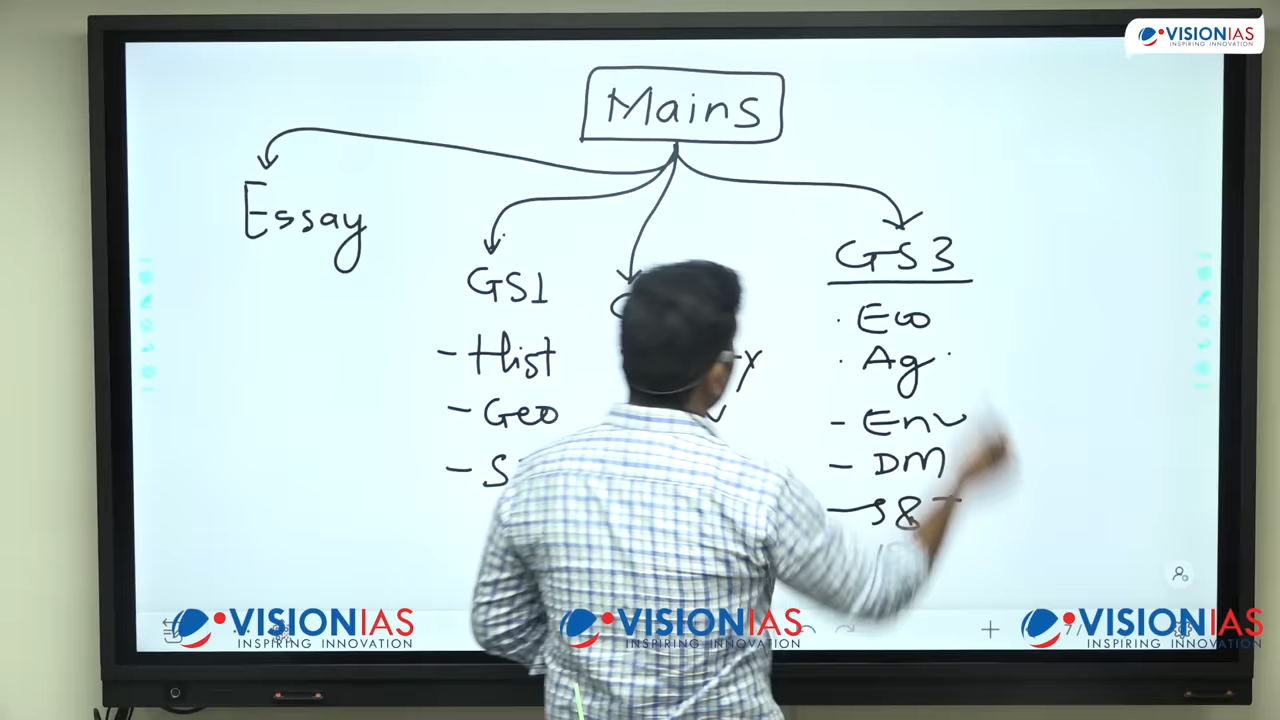 VISIONIAS
INSPIRING INNOVATION
Mains
Essay
GS1
- Hist
- Geo
- S
GS3
· Eco
· Ag ·
- Env
- DM
- S&T
VISIONIAS
INSPIRING INNOVATION
VISIONIAS
INSPIRING INNOVATION
VISIONIAS
INSPIRING INNOVATION